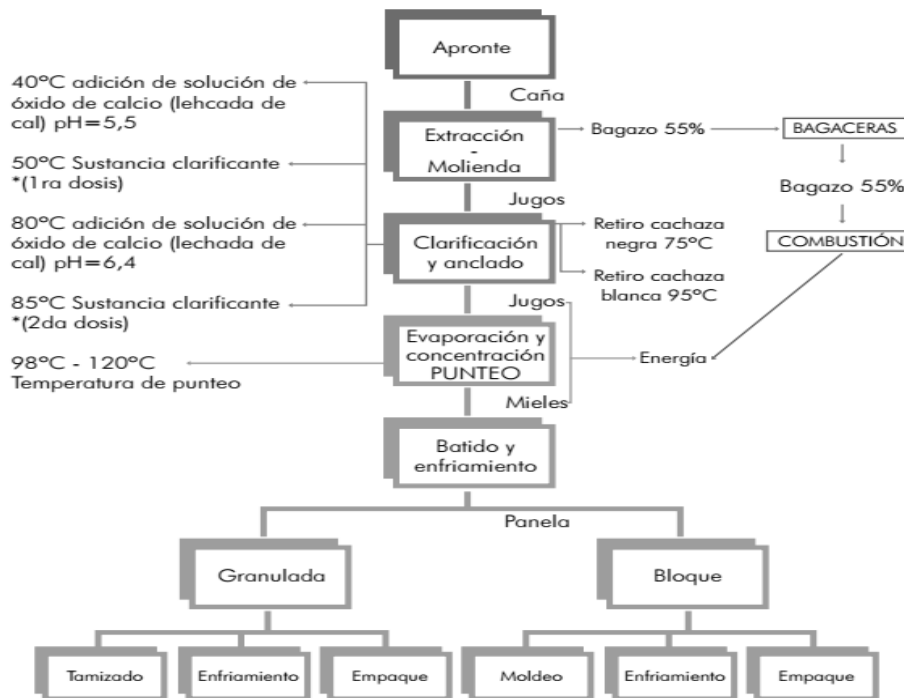 Apronte
Caña
40°C adición de solución de
óxido de calcio (lehcada de
cal) pH=5,5
50°C Sustancia clarificante
*(1ra dosis)
80°C adición de solución de
óxido de calcio (lechada de
cal) pH=6,4
85°C Sustancia clarificante
*(2da dosis)
98°C - 120°C
Temperatura de punteo
Extracción
-
Molienda
Bagazo 55%
BAGACERAS
Bagazo 55%
COMBUSTIÓN
Energía
Jugos
Clarificación
y anclado
Retiro cachaza
negra 75°C
Retiro cachaza
blanca 95°C
Jugos
Evaporación y
concentración
PUNTEO
Mieles
Batido y
enfriamiento
Panela
Granulada
Bloque
Tamizado
Enfriamiento
Empaque
Moldeo
Enfriamiento
Empaque